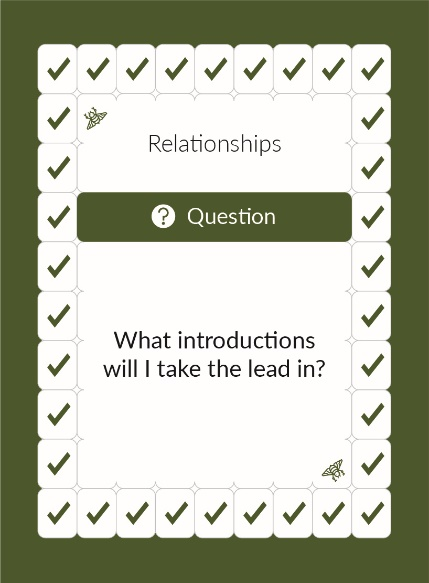 Relationships
? Question
What introductions
will I take the lead in?